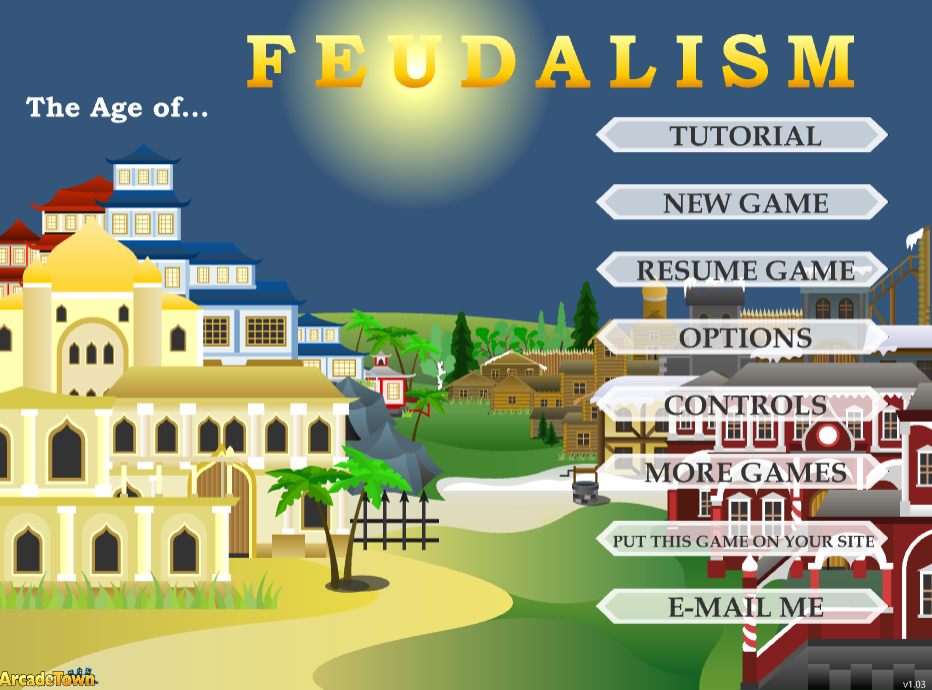 FEUDALISM
The Age of...
TUTORIAL
NEW GAME
RESUME GAME
OPTIONS
CONTROLS
MORE GAMES
PUT THIS GAME ON YOUR SITE
E-MAIL ME
ArcadeTown
v1.03